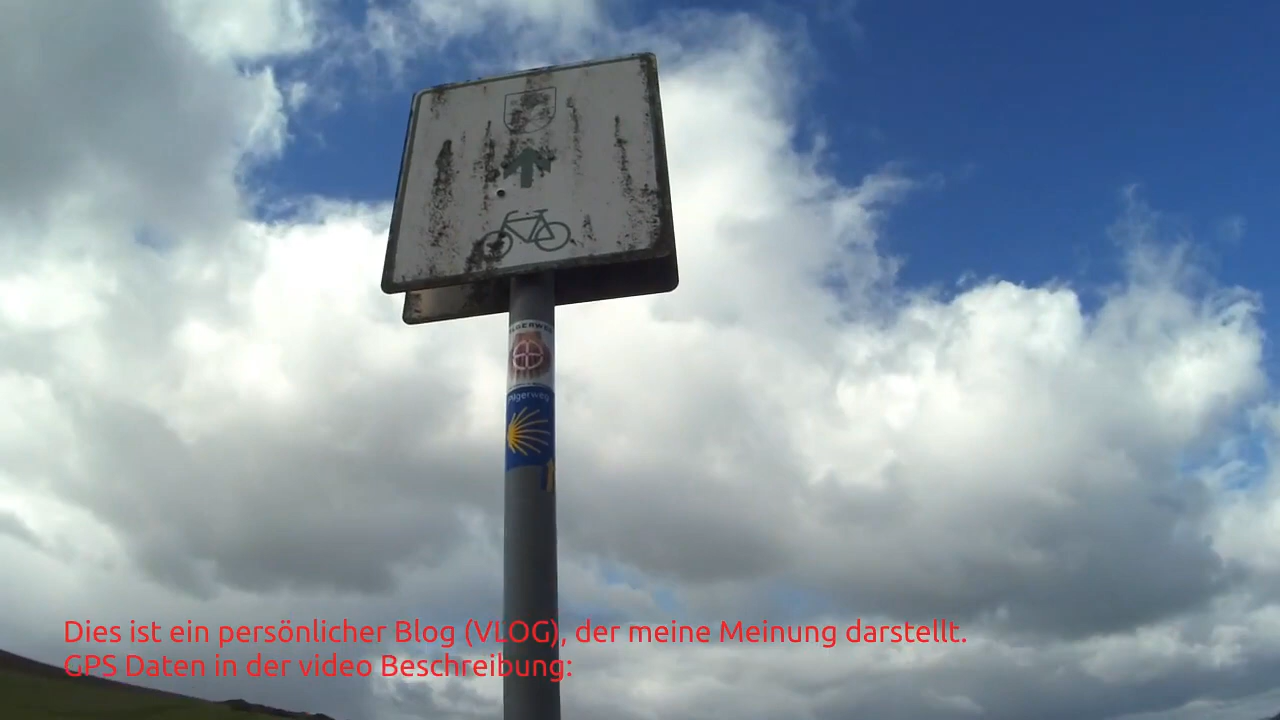 Pilgerweg
Dies ist ein persönlicher Blog (VLOG), der meine Meinung darstellt.
GPS Daten in der video Beschreibung: